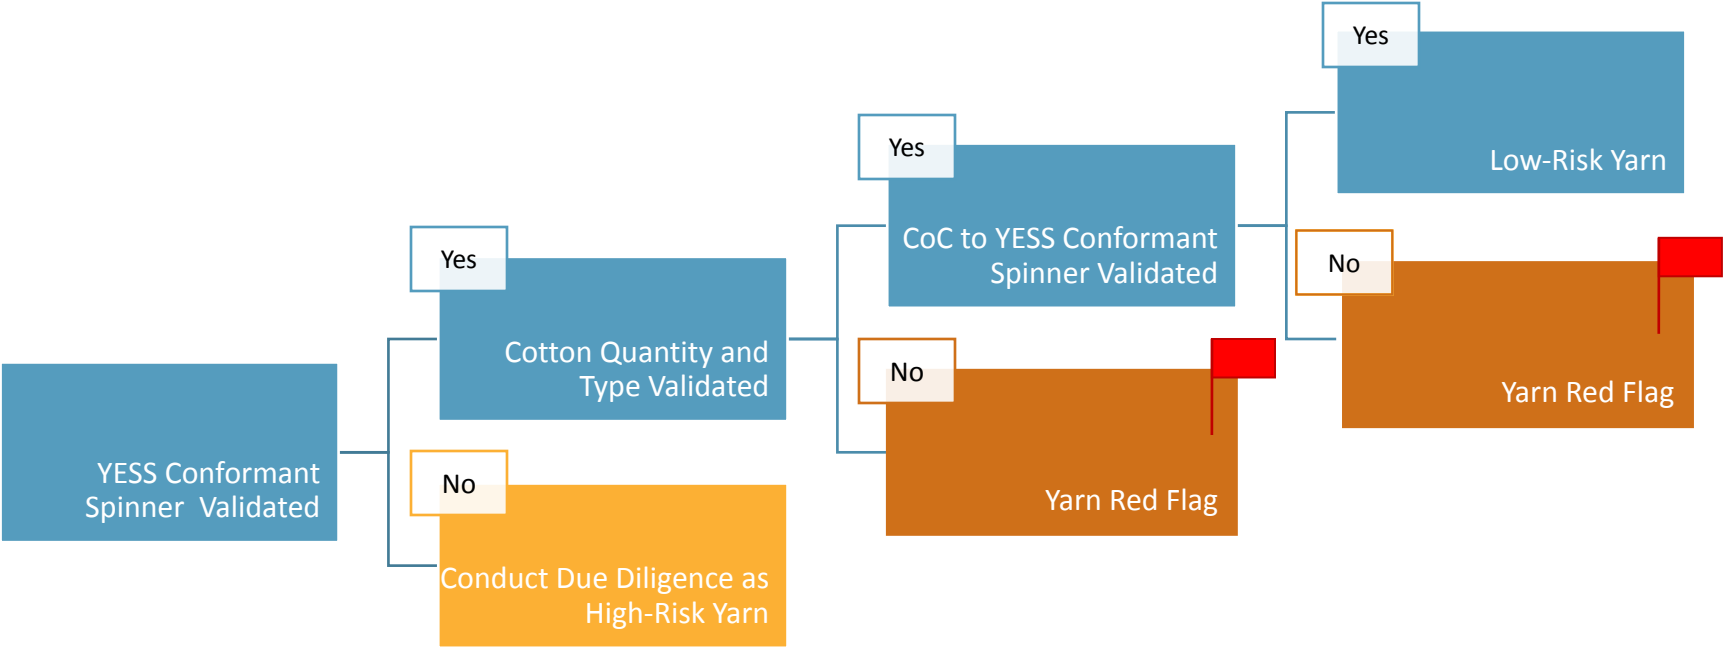 YESS Conformant
Spinner Validated
Yes
Cotton Quantity and
Type Validated
No
Conduct Due Diligence as
High-Risk Yarn
Yes
CoC to YESS Conformant
Spinner Validated
No
Yarn Red Flag
Yes
Low-Risk Yarn
No
Yarn Red Flag